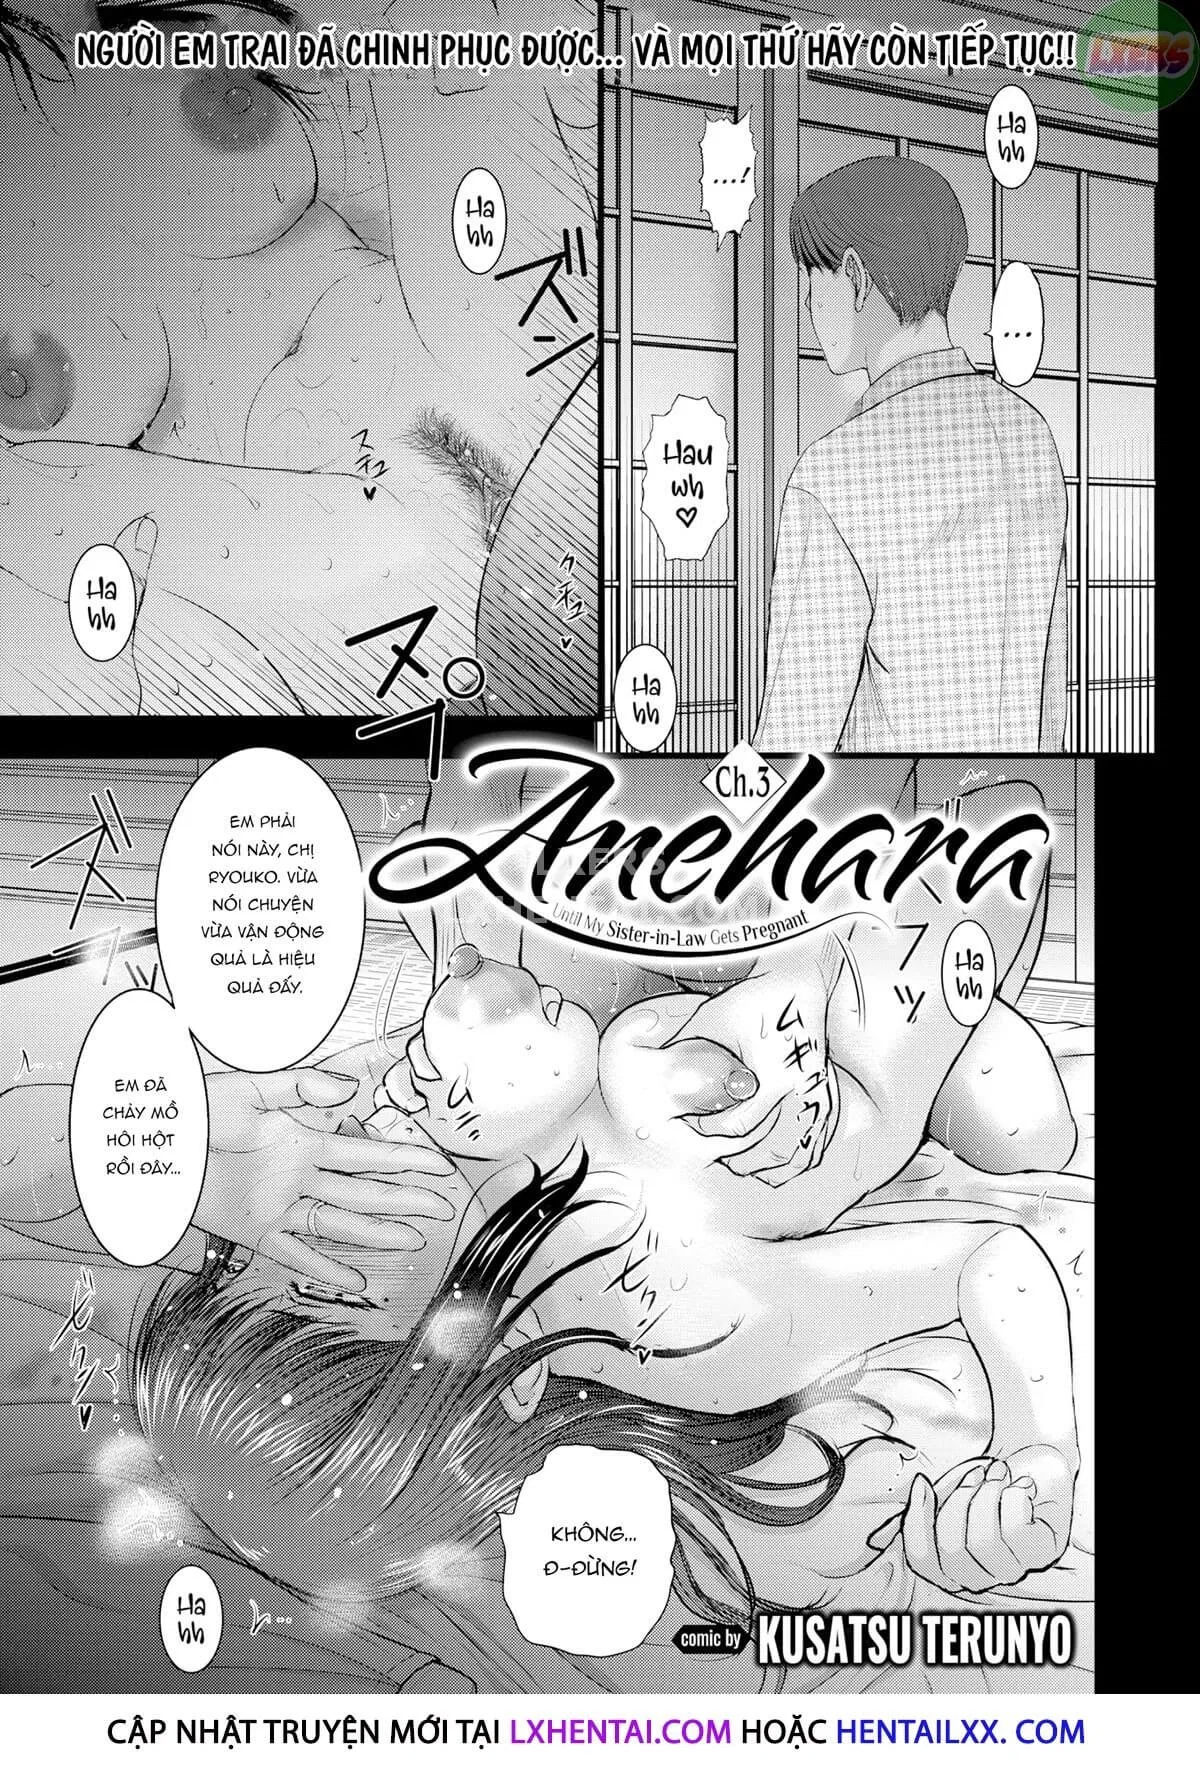 NGƯỜI EM TRAI ĐÃ CHINH PHỤC ĐƯỢC... VÀ MỌI THỨ HÃY CÒN TIẾP TỤC!!
LXERS
Ha
hh
...!
...
Ha
hh
Hau
wh
♡
Ha
hh
Ha
hh
Ch.3
Anehara
Until My Sister-in-Law Gets Pregnant
EM PHẢI
NÓI NÀY, CHỊ
RYOUKO. VỪA
NÓI CHUYỆN
VỪA VẬN ĐỘNG
QUẢ LÀ HIỆU
QUẢ ĐẤY.
Ha
hh
EM ĐÃ
CHẢY MỒ
HÔI HỘT
RỒI ĐÂY...
KHÔNG...
Đ-ĐỪNG!
Ha
hh
comic by KUSATSU TERUNYO
CẬP NHẬT TRUYỆN MỚI TẠI LXHENTAI.COM HOẶC HENTAILXX. COM